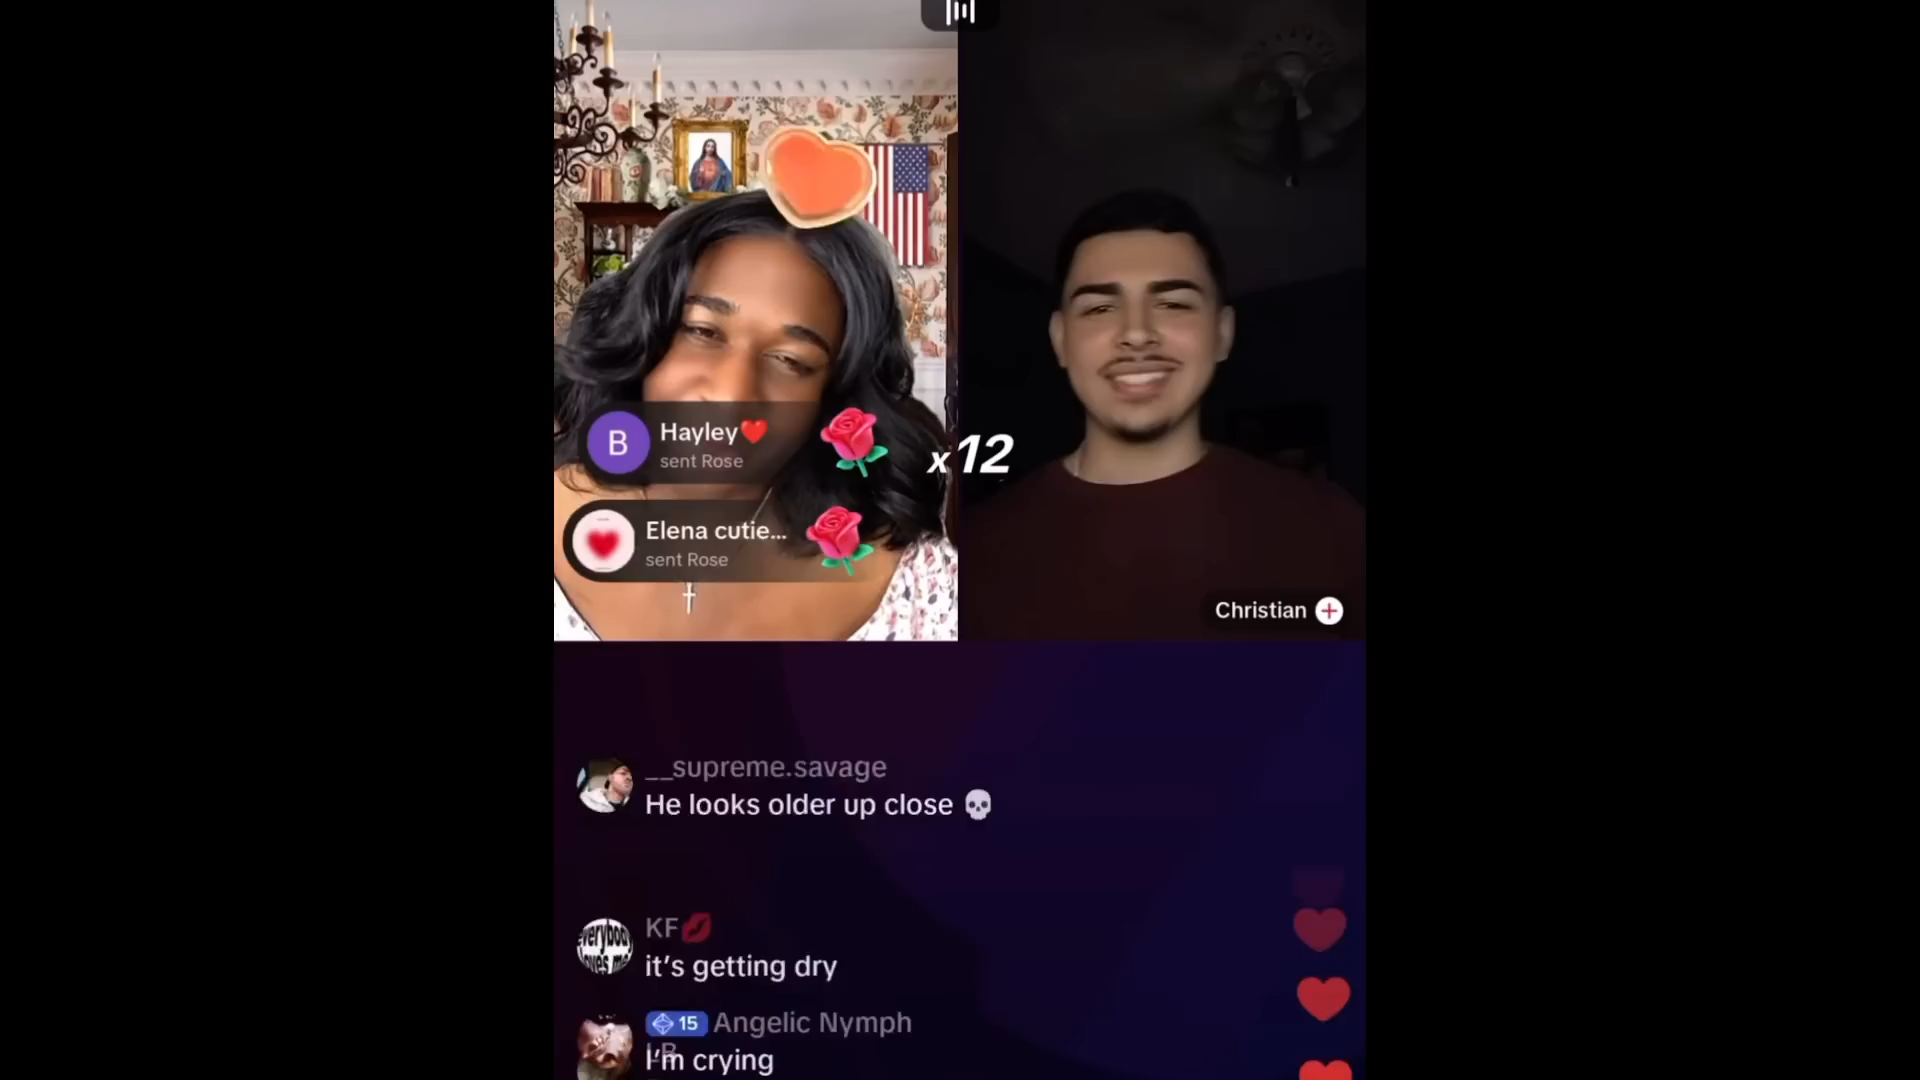 Hayley❤️
sent Rose
x12
Elena cutie...
sent Rose
B
Christian
__supreme.savage
He looks older up close 💀
KF💋
it's getting dry
15 Angelic Nymph
I'm crying